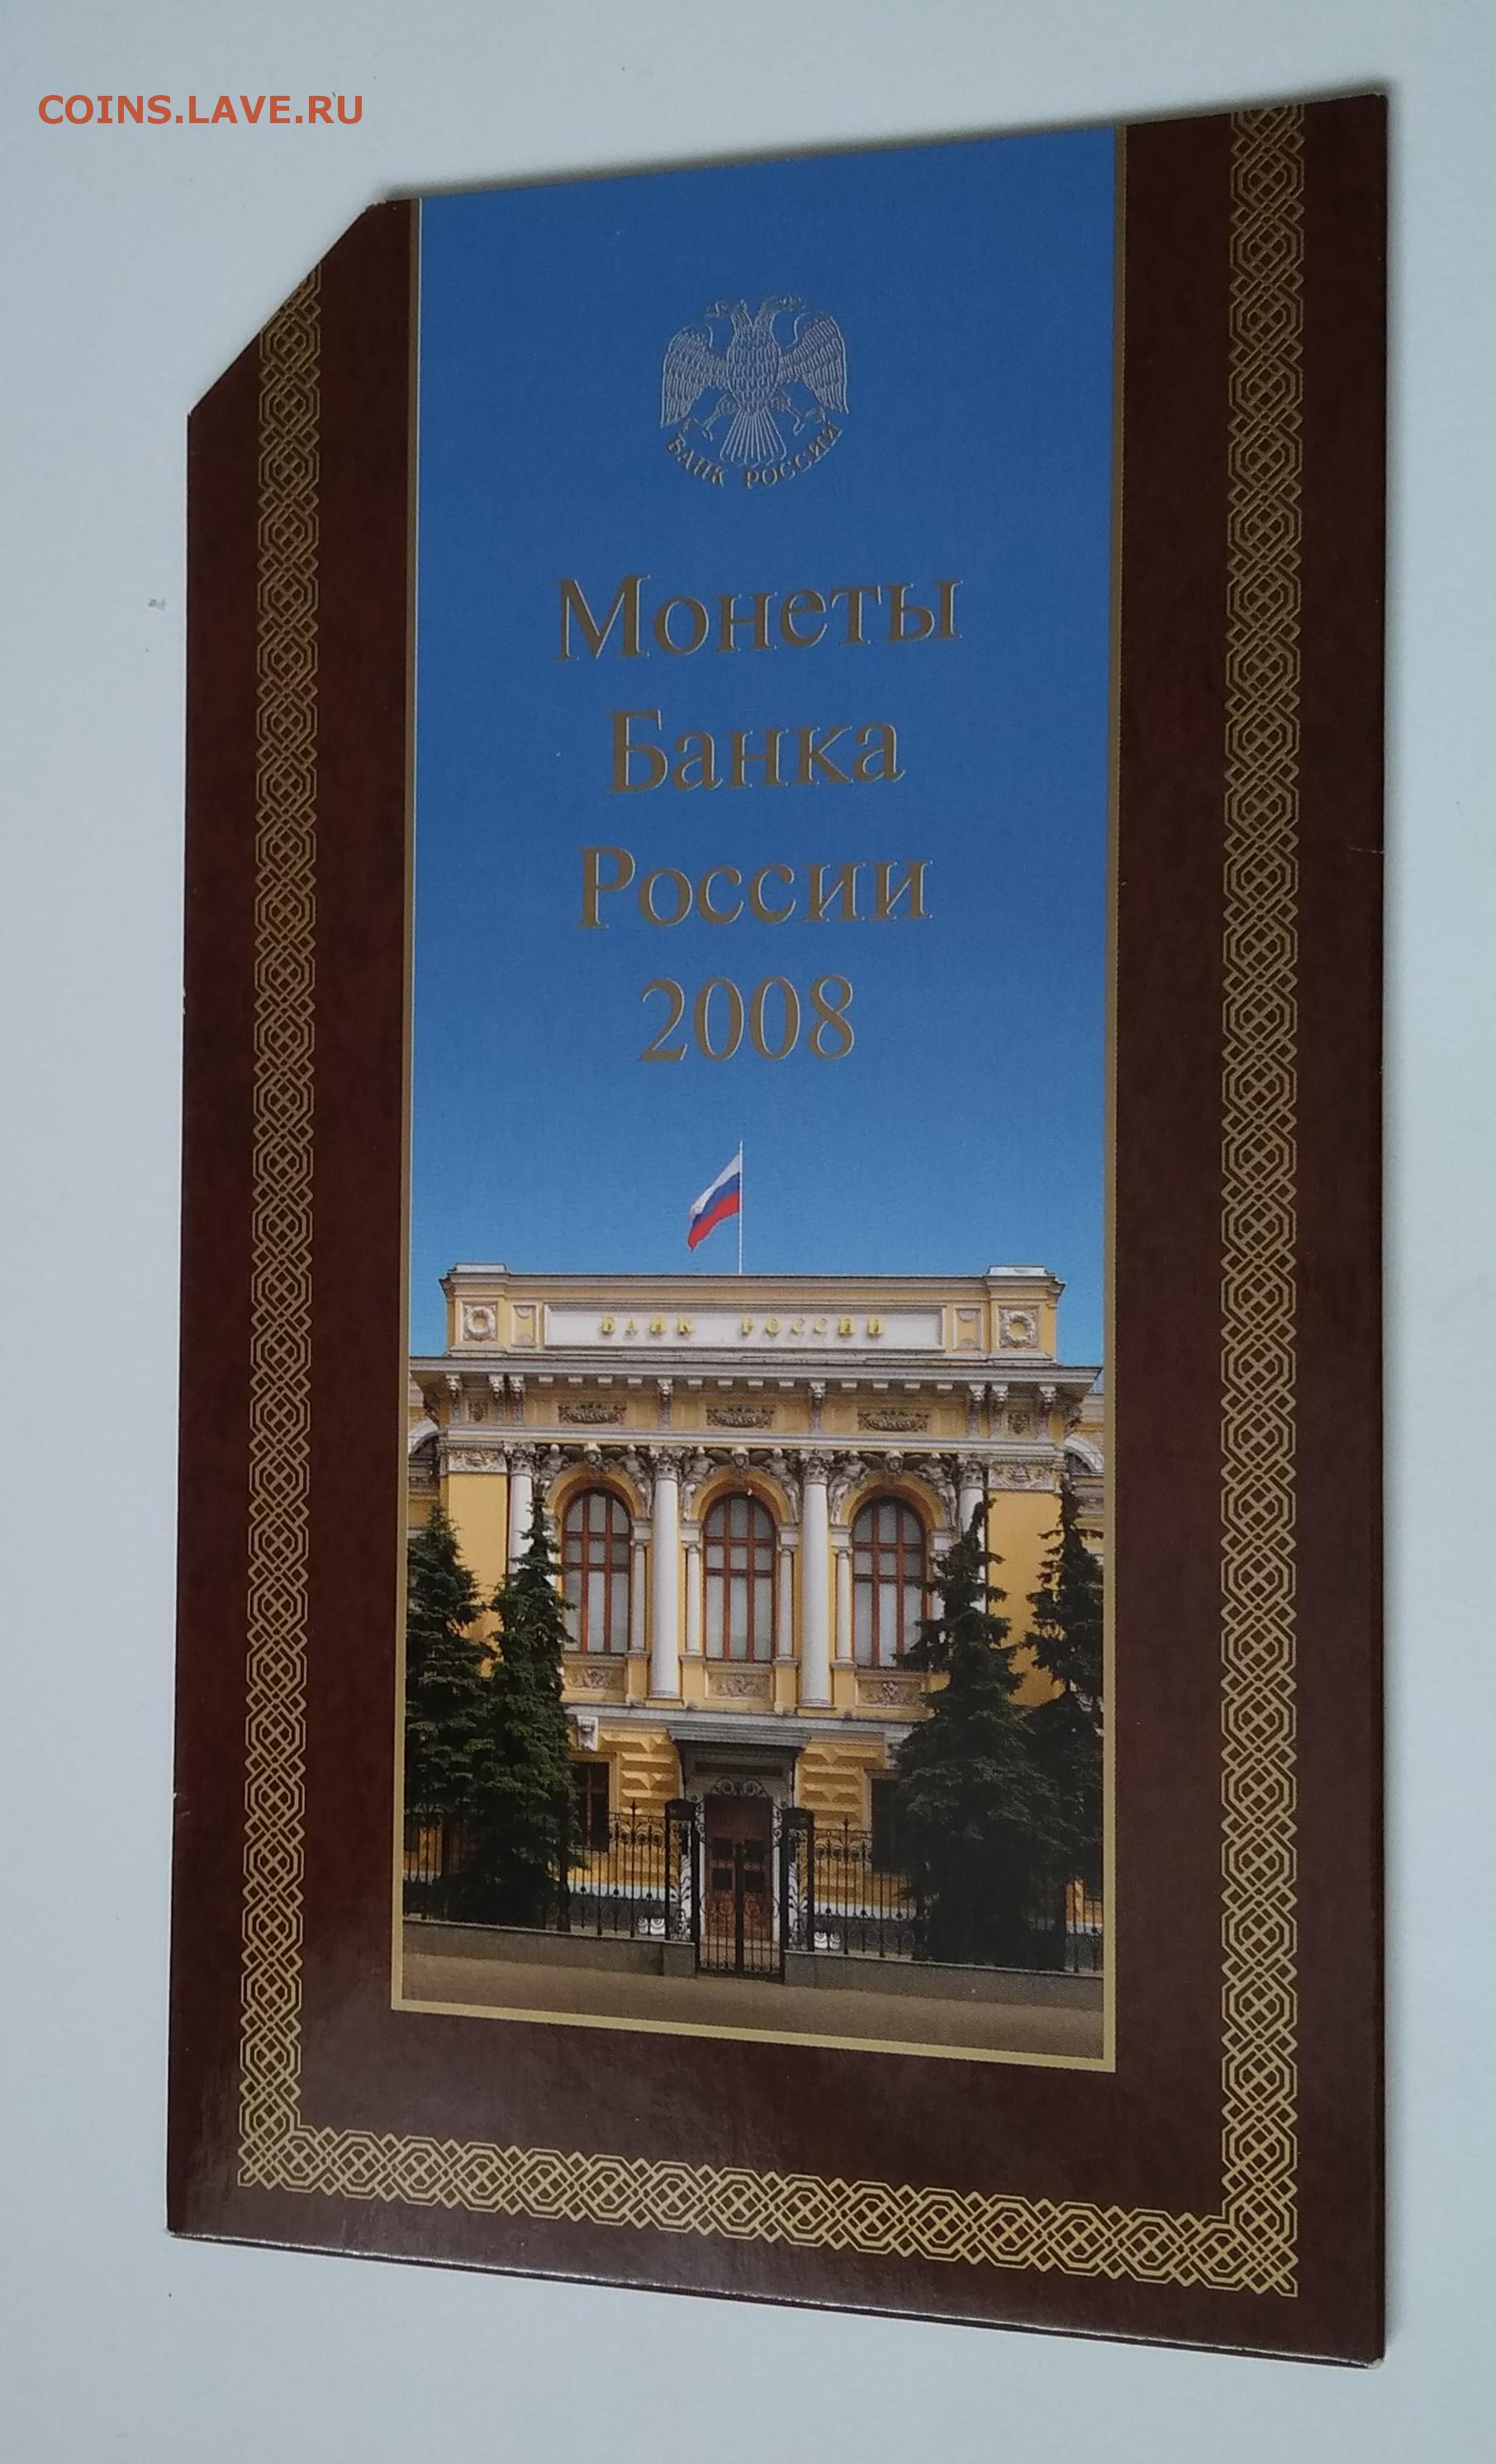 COINS.LAVE.RU
БАНК РОССИИ
Монеты
Банка
России
2008
БАНК РОССИИ